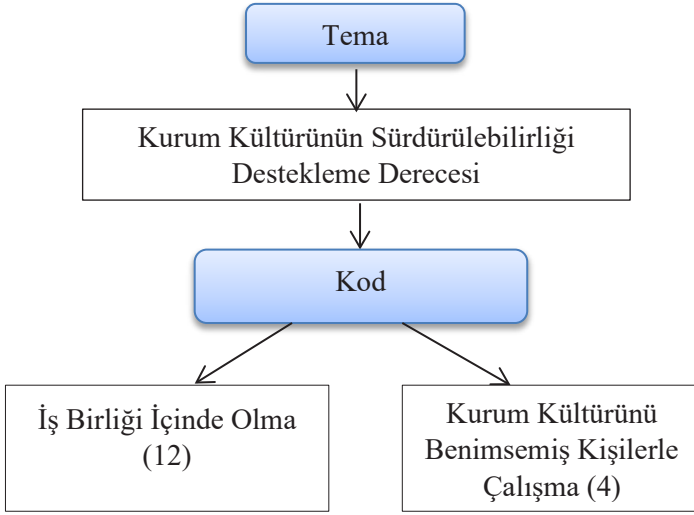 Tema
Kurum Kültürünün Sürdürülebilirliği
Destekleme Derecesi
Kod
İş Birliği İçinde Olma
(12)
Kurum Kültürünü
Benimsemiş Kişilerle
Çalışma (4)